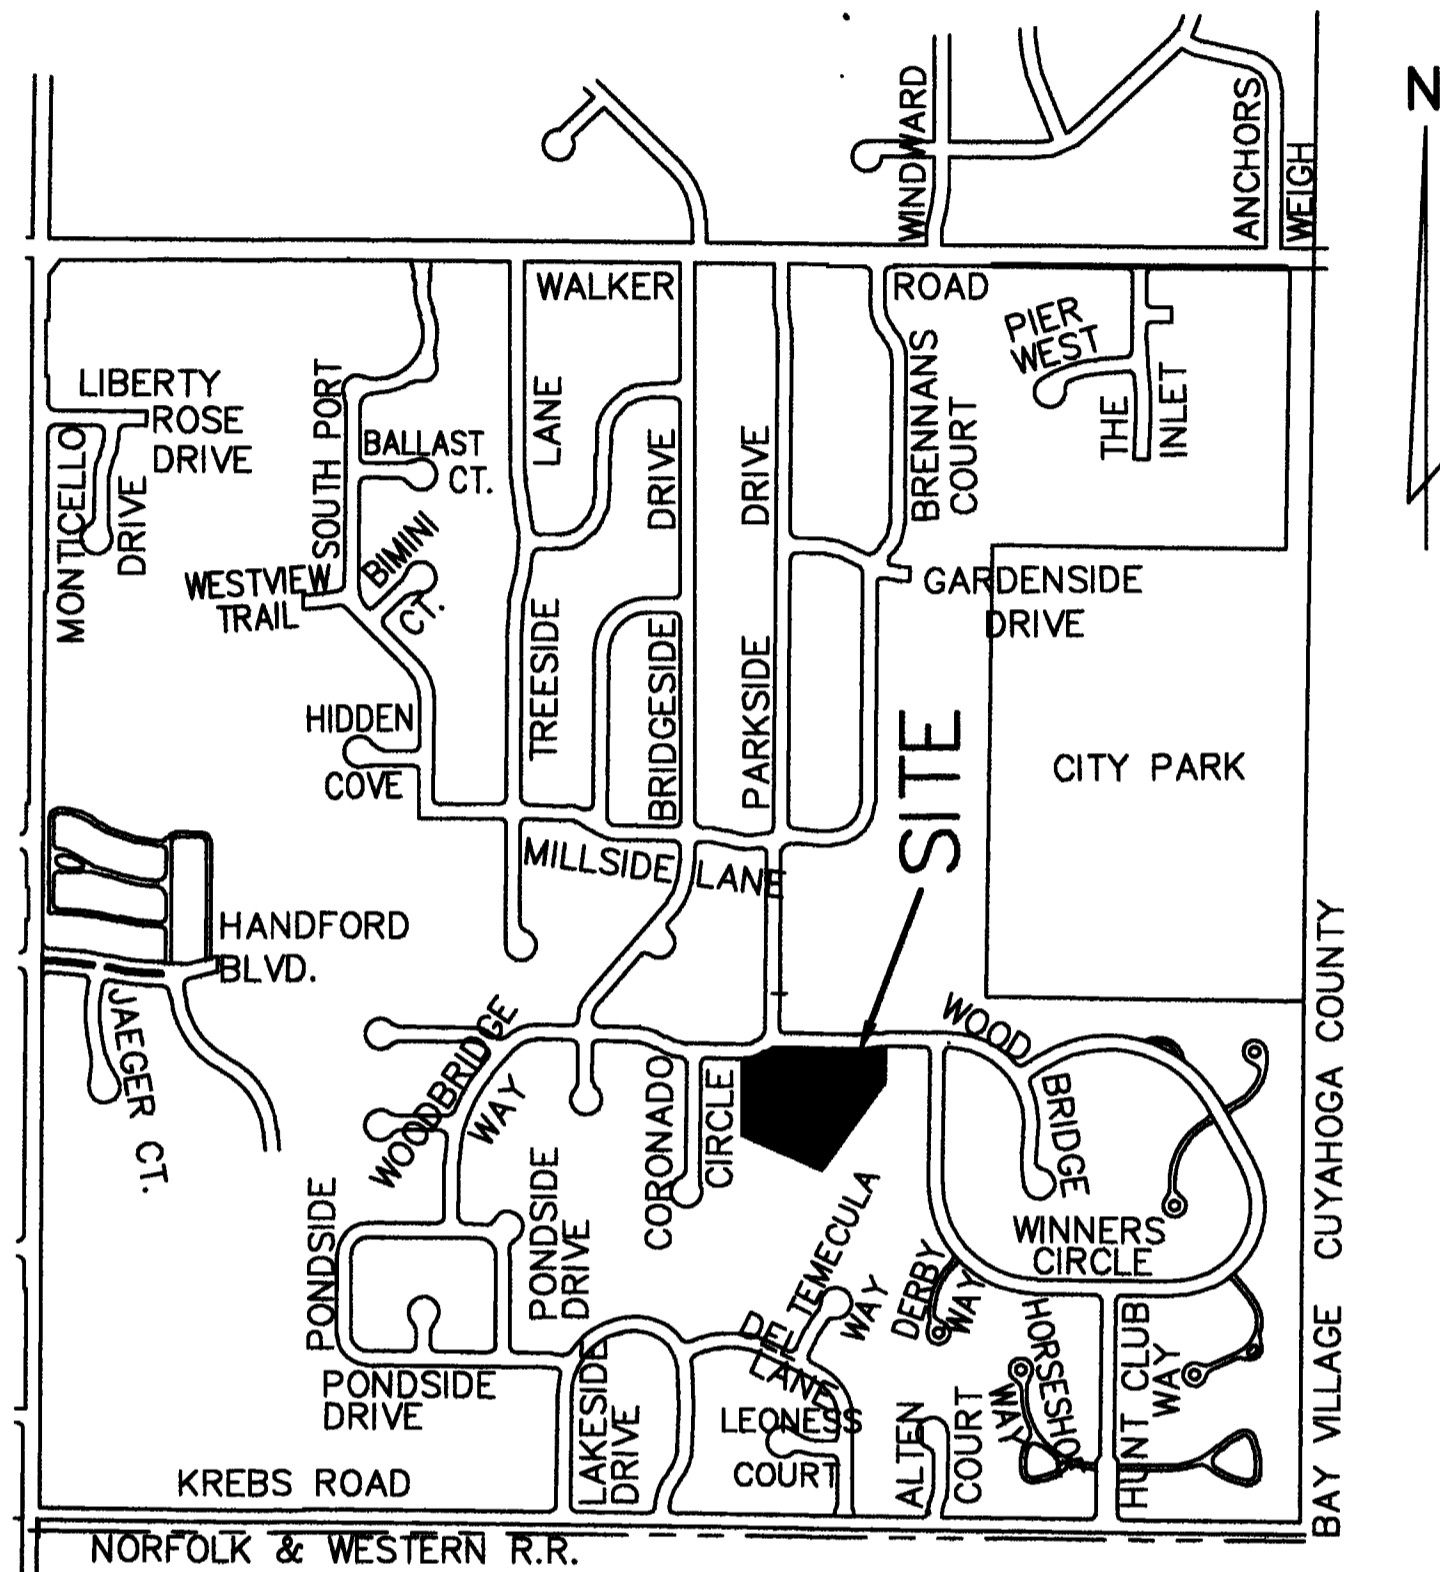 N
WINDWARD
ANCHORS
WEIGH
WALKER
ROAD
PIER
WEST
THE
INLET
LIBERTY
ROSE
DRIVE
MONTICELLO
DRIVE
SOUTH PORT
BALLAST
CT.
BIMINI
CT.
WESTVIEW
TRAIL
LANE
TREESIDE
DRIVE
BRIDGESIDE
DRIVE
PARKSIDE
BRENNANS
COURT
GARDENSIDE
DRIVE
HIDDEN
COVE
SITE
CITY PARK
MILLSIDE LANE
HANDFORD
BLVD.
JAEGER CT.
WOODBRIDGE
WAY
WOOD
BRIDGE
CORONADO
CIRCLE
PONDSIDE
PONDSIDE
DRIVE
TEMECULA
WAY
DERBY
WAY
WINNERS
CIRCLE
DEL
LANE
HORSESHOE
WAY
HUNT CLUB
WAY
PONDSIDE
DRIVE
LAKESIDE
DRIVE
LEONESS
COURT
ALTEN
COURT
KREBS ROAD
NORFOLK & WESTERN R.R.
BAY VILLAGE CUYAHOGA COUNTY